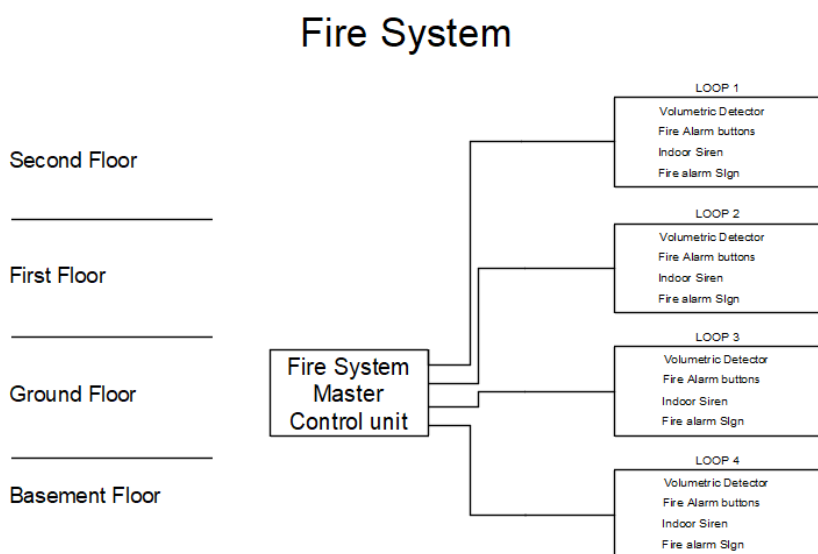 Fire System
LOOP 1
Volumetric Detector
Fire Alarm buttons
Indoor Siren
Fire alarm SIgn
Second Floor
LOOP 2
Volumetric Detector
Fire Alarm buttons
Indoor Siren
Fire alarm SIgn
First Floor
LOOP 3
Volumetric Detector
Fire Alarm buttons
Indoor Siren
Fire alarm SIgn
Fire System
Master
Control unit
Ground Floor
LOOP 4
Volumetric Detector
Fire Alarm buttons
Indoor Siren
Fire alarm SIgn
Basement Floor